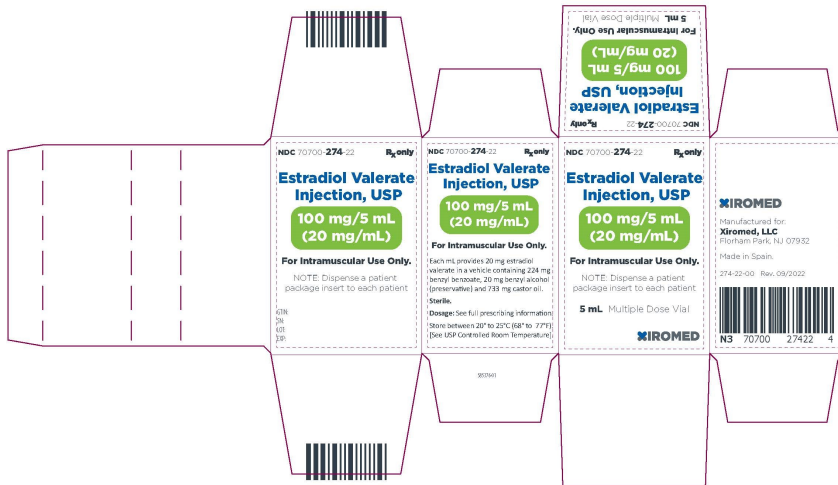 5 mL Multiple Dose Vial
For Intramuscular Use Only.
100 mg/5 mL
(20 mg/mL)
Estradiol Valerate
Injection, USP
NDC 70700-274-22 Rx only
NDC 70700-274-22 Rx only
Estradiol Valerate
Injection, USP
100 mg/5 mL
(20 mg/mL)
For Intramuscular Use Only.
NOTE: Dispense a patient
package insert to each patient
GTIN:
SN:
LOT:
EXP:
NDC 70700-274-22 Rx only
Estradiol Valerate
Injection, USP
100 mg/5 mL
(20 mg/mL)
For Intramuscular Use Only.
Each mL provides 20 mg estradiol
valerate in a vehicle containing 224 mg
benzyl benzoate, 20 mg benzyl alcohol
(preservative) and 733 mg castor oil.
Sterile.
Dosage: See full prescribing information
Store between 20° to 25°C (68° to 77°F)
[See USP Controlled Room Temperature]
NDC 70700-274-22 Rx only
Estradiol Valerate
Injection, USP
100 mg/5 mL
(20 mg/mL)
For Intramuscular Use Only.
NOTE: Dispense a patient
package insert to each patient
5 mL Multiple Dose Vial
XIROMED
XIROMED
Manufactured for:
Xiromed, LLC
Florham Park, NJ 07932
Made in Spain.
274-22-00 Rev. 09/2022
N3 70700 27422 4